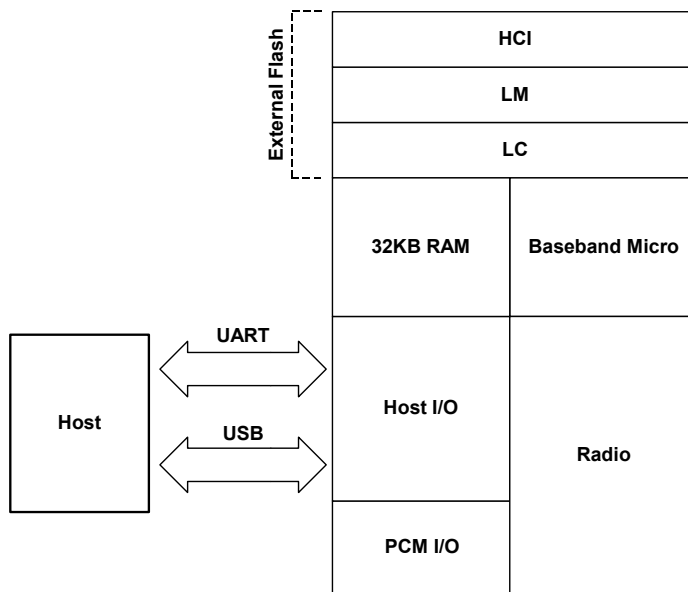 External Flash
HCI
LM
LC
32KB RAM
Baseband Micro
UART
Host
Host I/O
USB
Radio
PCM I/O